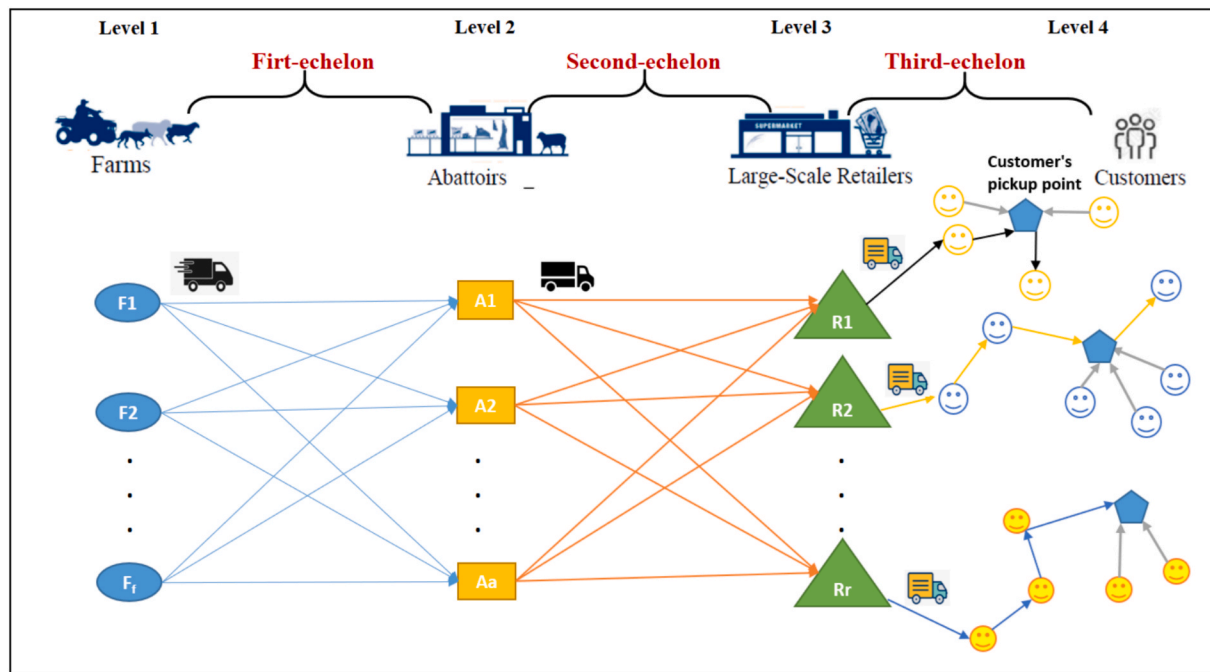 Level 1
Level 2
Level 3
Level 4
Firt-echelon
Second-echelon
Third-echelon
SUPERMARKET
Farms
Abattoirs _
Large-Scale Retailers
Customer's
pickup point
Customers
F1
A1
R1
F2
A2
R2
Ff
Aa
Rr